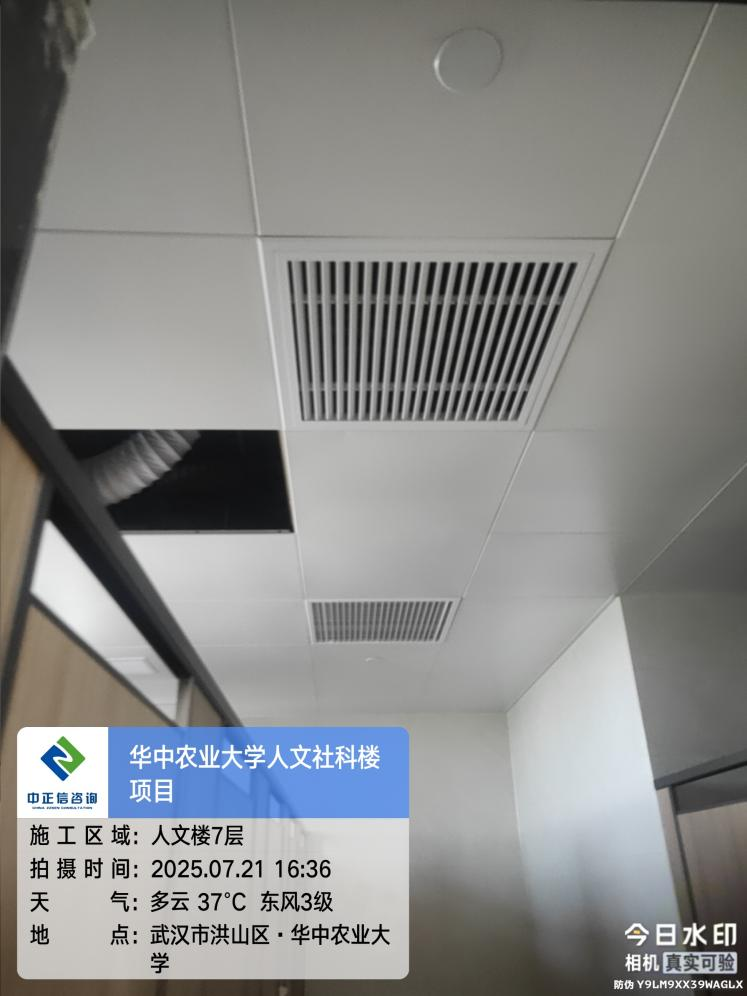 华中农业大学人文社科楼
项目
中正信咨询
CHINA ZZXIN CONSULTATION
施工区域：人文楼7层
拍摄时间：2025.07.21 16:36
天气：多云 37°C 东风3级
地点：武汉市洪山区·华中农业大
学
今日水印
相机 真实可验
防伪 Y9LM9XX39WAGLX